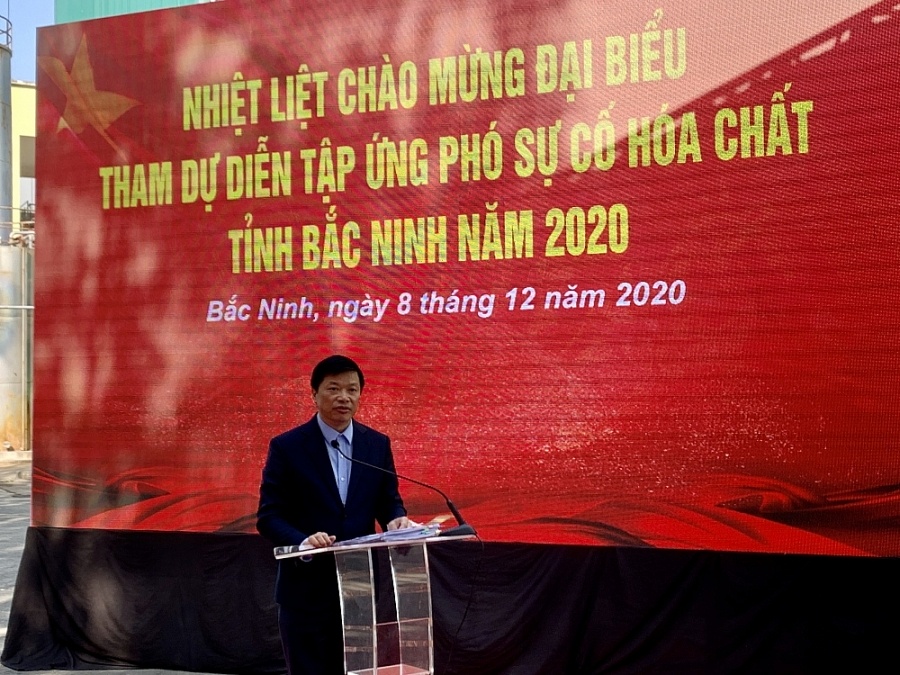 NHIỆT LIỆT CHÀO MỪNG ĐẠI BIỂU
THAM DỰ DIỄN TẬP ỨNG PHÓ SỰ CỐ HÓA CHẤT
TỈNH BẮC NINH NĂM 2020
Bắc Ninh, ngày 8 tháng 12 năm 2020